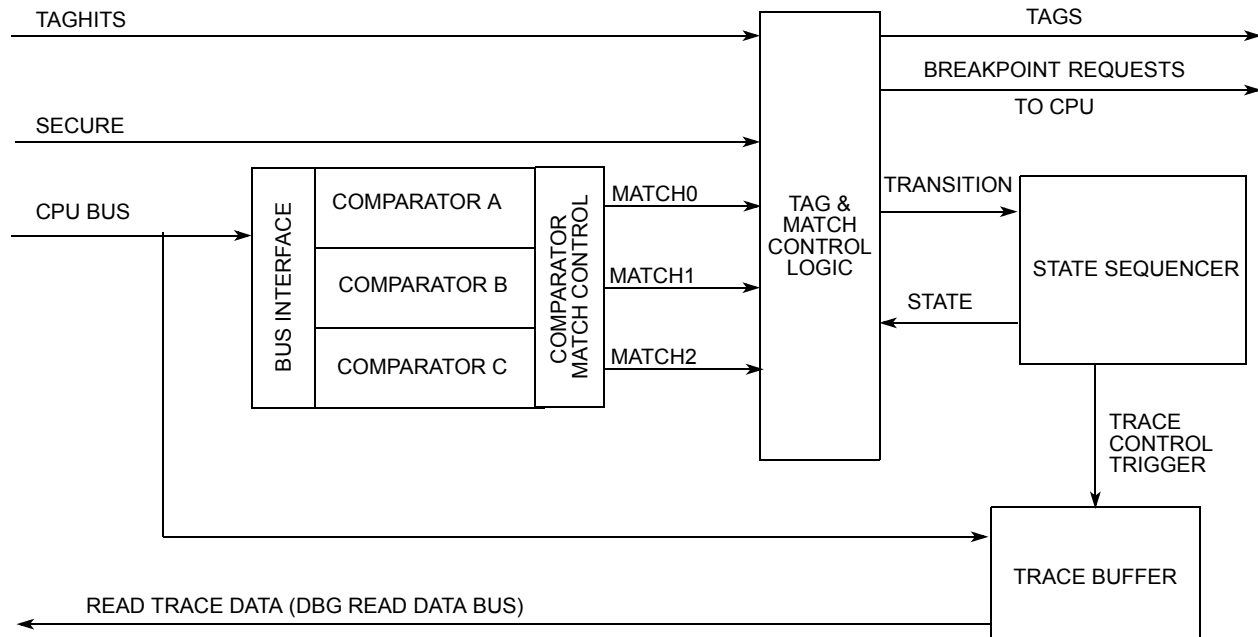 TAGHITS
TAGS
BREAKPOINT REQUESTS
TO CPU
SECURE
CPU BUS
BUS INTERFACE
COMPARATOR A
COMPARATOR B
COMPARATOR C
COMPARATOR
MATCH CONTROL
MATCH0
MATCH1
MATCH2
TAG &
MATCH
CONTROL
LOGIC
TRANSITION
STATE
STATE SEQUENCER
TRACE
CONTROL
TRIGGER
TRACE BUFFER
READ TRACE DATA (DBG READ DATA BUS)